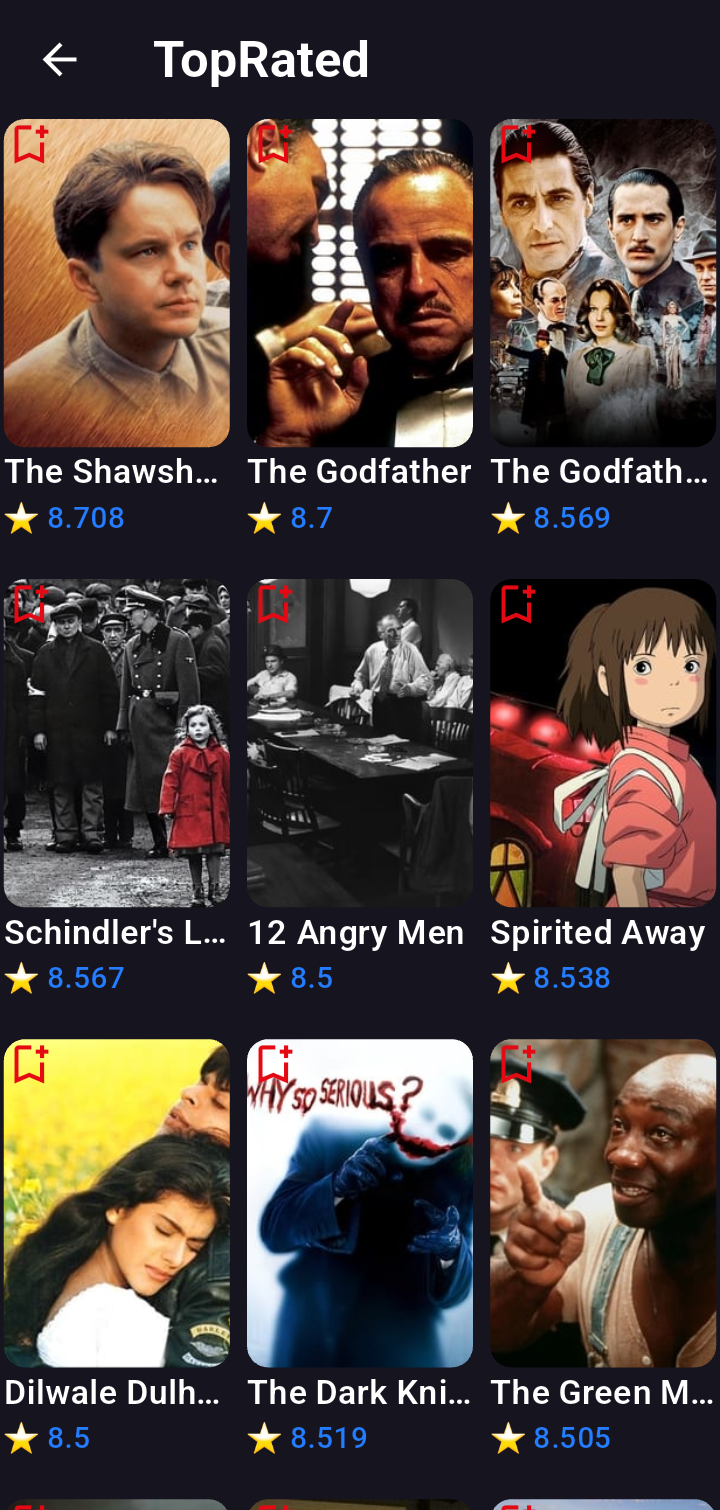 TopRated
The Shawsh...
8.708
The Godfather
8.7
The Godfath...
8.569
Schindler's L...
8.567
12 Angry Men
8.5
Spirited Away
8.538
WHY SO SERIOUS?
Dilwale Dulh...
8.5
The Dark Kni...
8.519
The Green M...
8.505